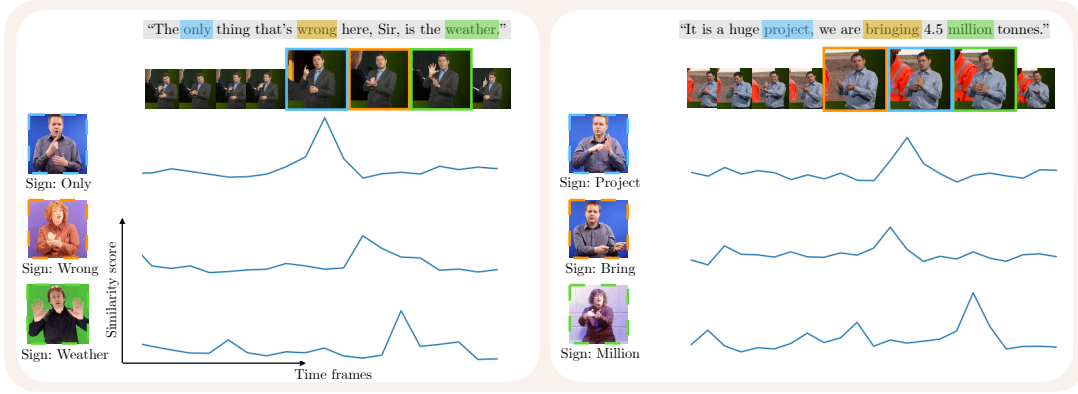 “The only thing that's wrong here, Sir, is the weather.”
Sign: Only
Sign: Wrong
Sign: Weather
Similarity score
Time frames
“It is a huge project, we are bringing 4.5 million tonnes.”
Sign: Project
Sign: Bring
Sign: Million